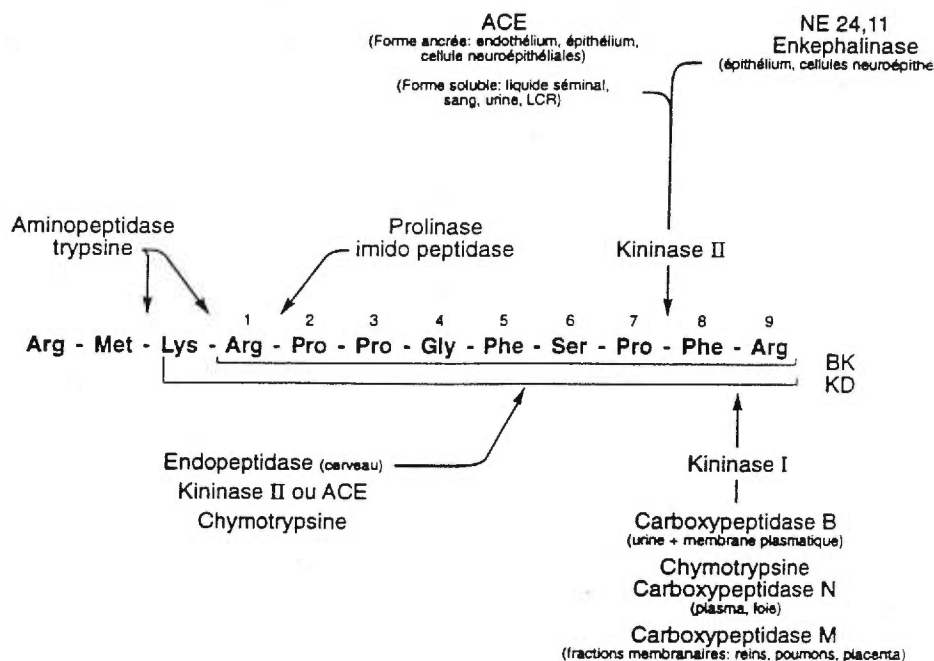 ACE
(Forme ancrée: endothélium, épithélium,
cellule neuroépithéliales)
(Forme soluble: liquide séminal,
sang, urine, LCR)
NE 24,11
Enkephalinase
(épithélium, cellules neuroépithé
Aminopeptidase
trypsine
Prolinase
imido peptidase
Kininase II
1 2 3 4 5 6 7 8 9
Arg - Met - Lys - Arg - Pro - Pro - Gly - Phe - Ser - Pro - Phe - Arg
BK
KD
Endopeptidase (cerveau)
Kininase II ou ACE
Chymotrypsine
Kininase I
Carboxypeptidase B
(urine + membrane plasmatique)
Chymotrypsine
Carboxypeptidase N
(plasma, foie)
Carboxypeptidase M
(fractions membranaires: reins, poumons, placenta)